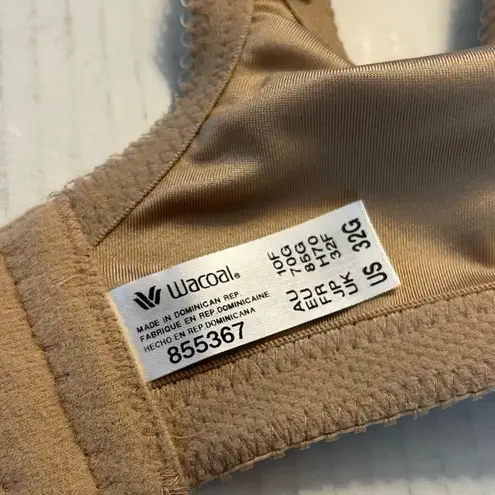 Wacoal®
MADE IN DOMINICAN REP.
FABRIQUE EN REP.DOMINICAINE
HECHO EN REP.DOMINICANA
855367
AU 10F
EU 70G
FR 85G
JP H70
UK 32F
US 32G